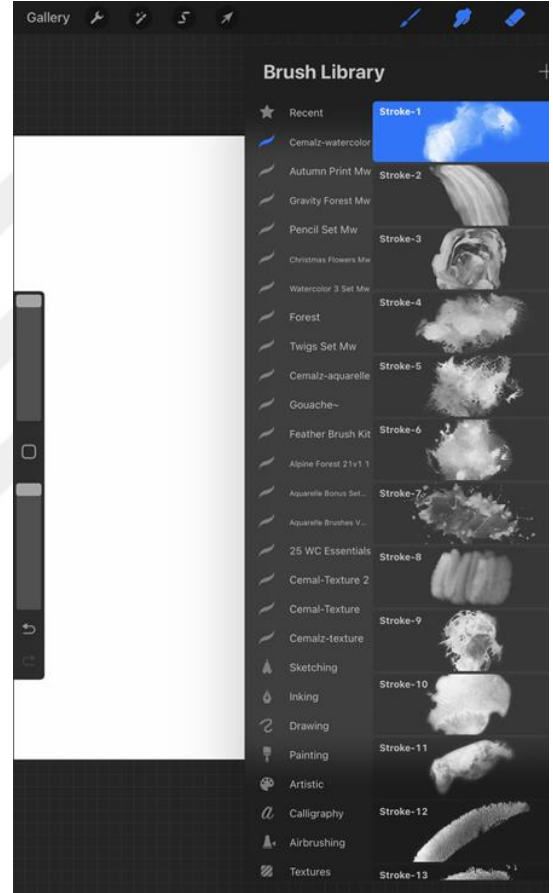 Gallery
Brush Library
Recent
Cemalz-watercolor
Autumn Print Mw
Gravity Forest Mw
Pencil Set Mw
Christmas Flowers Mw
Watercolor 3 Set Mw
Forest
Twigs Set Mw
Cemalz-aquarelle
Gouache~
Feather Brush Kit
Alpine Forest 21v1 1
Aquarelle Bonus Set...
Aquarelle Brushes V...
25 WC Essentials
Cemal-Texture 2
Cemal-Texture
Cemalz-texture
Sketching
Inking
Drawing
Painting
Artistic
Calligraphy
Airbrushing
Textures
Stroke-1
Stroke-2
Stroke-3
Stroke-4
Stroke-5
Stroke-6
Stroke-7
Stroke-8
Stroke-9
Stroke-10
Stroke-11
Stroke-12
Stroke-13